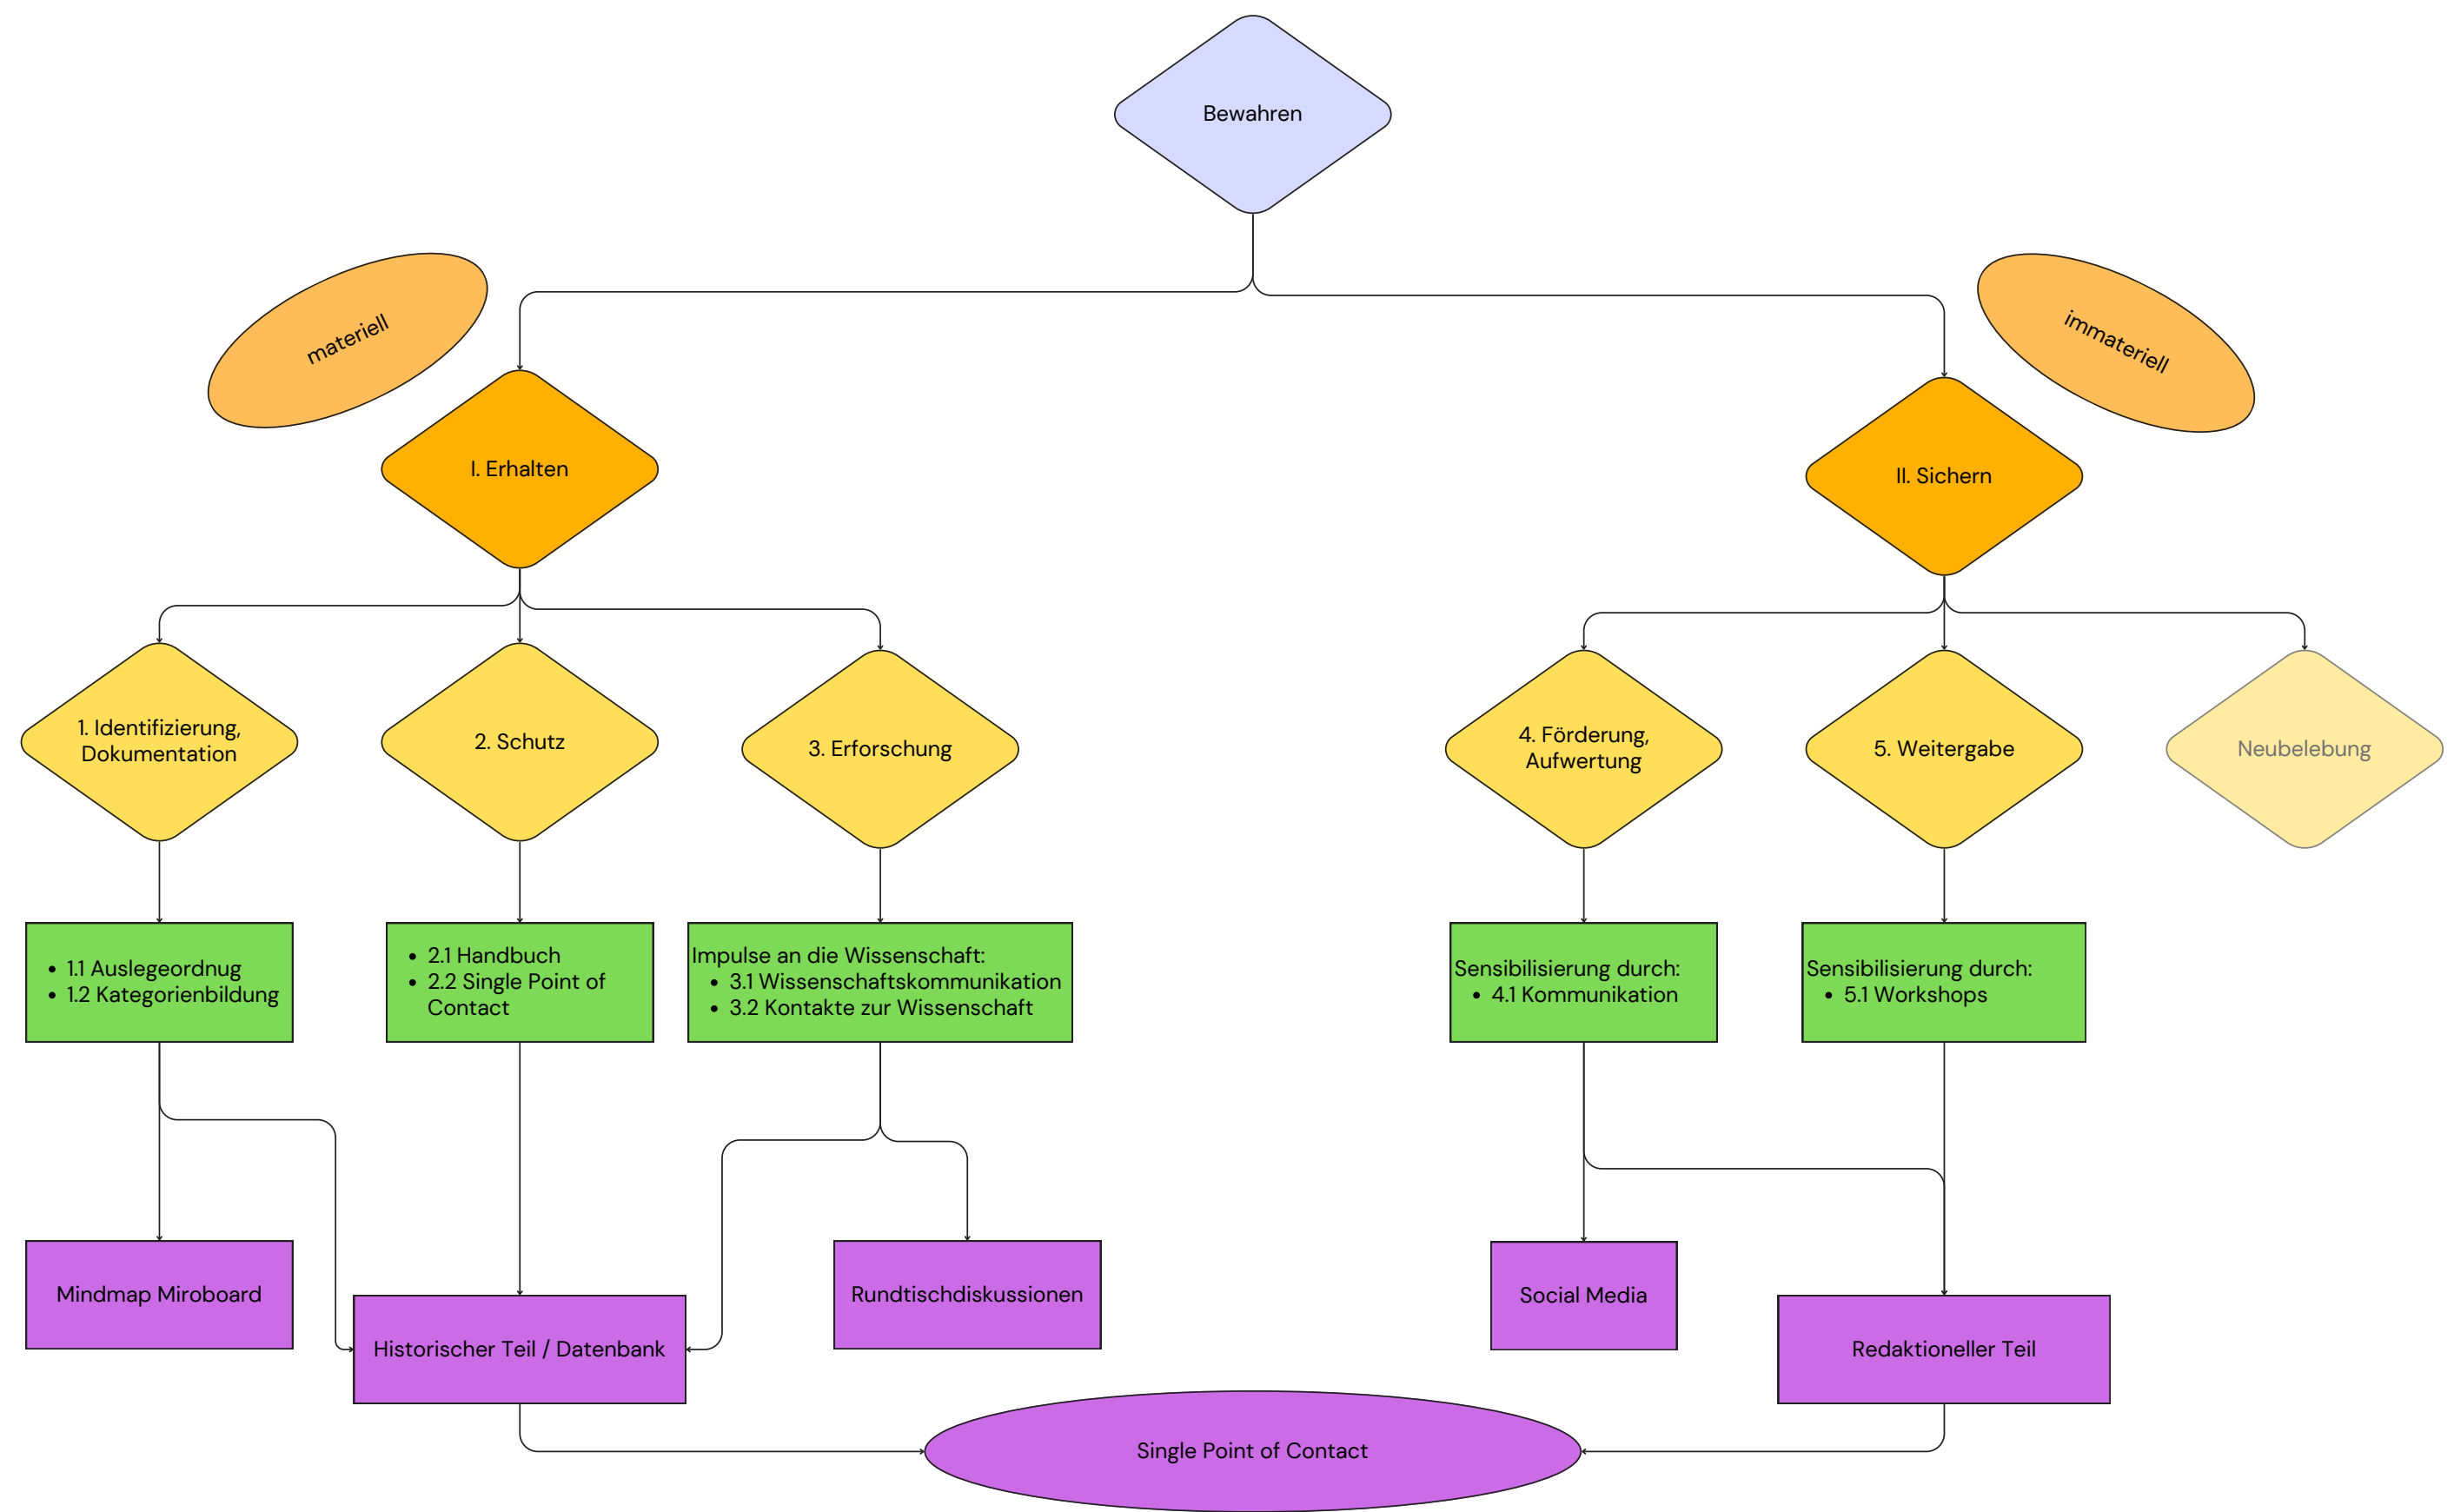 Bewahren
materiell
immateriell
I. Erhalten
II. Sichern
1. Identifizierung,
Dokumentation
2. Schutz
3. Erforschung
4. Förderung,
Aufwertung
5. Weitergabe
Neubelebung
• 1.1 Auslegeordnug
• 1.2 Kategorienbildung
• 2.1 Handbuch
• 2.2 Single Point of
Contact
Impulse an die Wissenschaft:
• 3.1 Wissenschaftskommunikation
• 3.2 Kontakte zur Wissenschaft
Sensibilisierung durch:
• 4.1 Kommunikation
Sensibilisierung durch:
• 5.1 Workshops
Mindmap Miroboard
Historischer Teil / Datenbank
Rundtischdiskussionen
Social Media
Redaktioneller Teil
Single Point of Contact